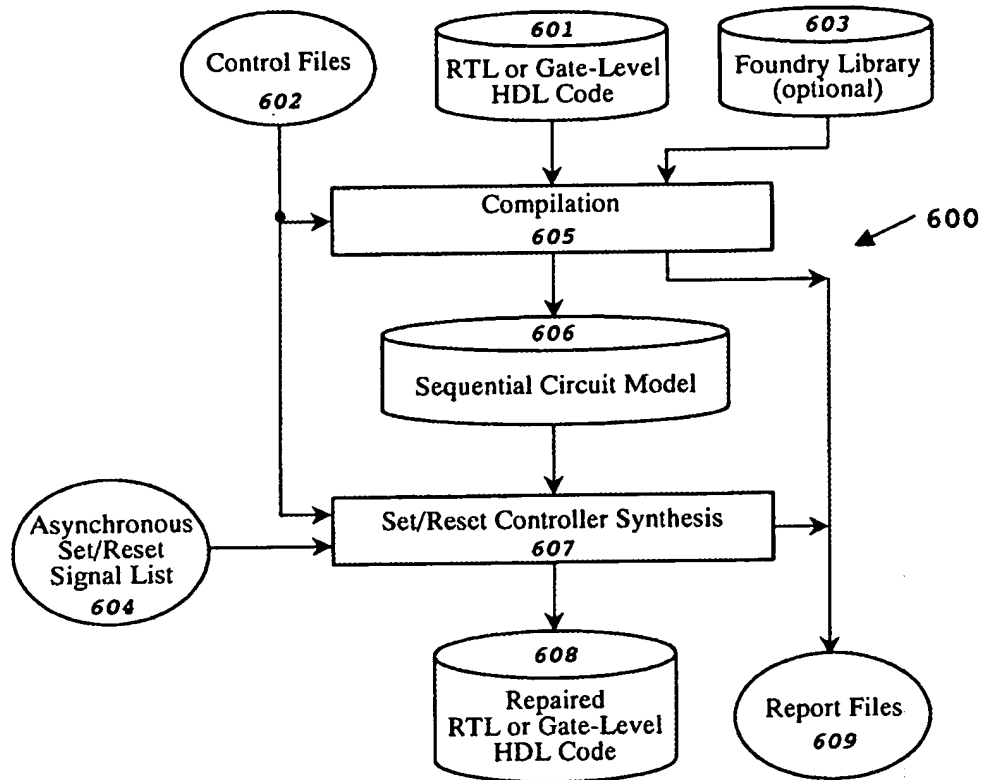 Control Files
602
601
RTL or Gate-Level
HDL Code
603
Foundry Library
(optional)
Compilation
605
600
606
Sequential Circuit Model
Asynchronous
Set/Reset
Signal List
604
Set/Reset Controller Synthesis
607
608
Repaired
RTL or Gate-Level
HDL Code
Report Files
609